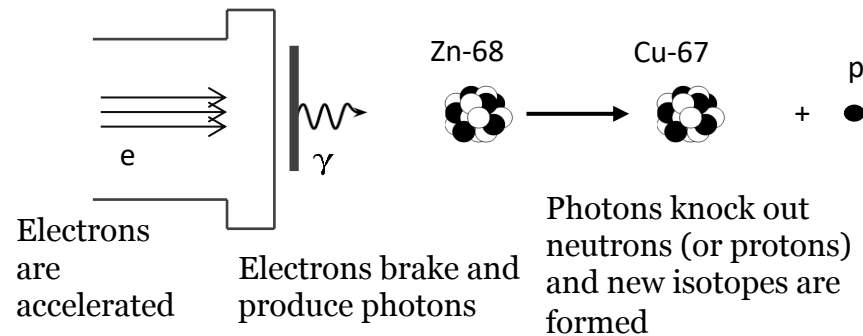 Zn-68
Cu-67
p
+
e
γ
Electrons
are
accelerated
Electrons brake and
produce photons
Photons knock out
neutrons (or protons)
and new isotopes are
formed